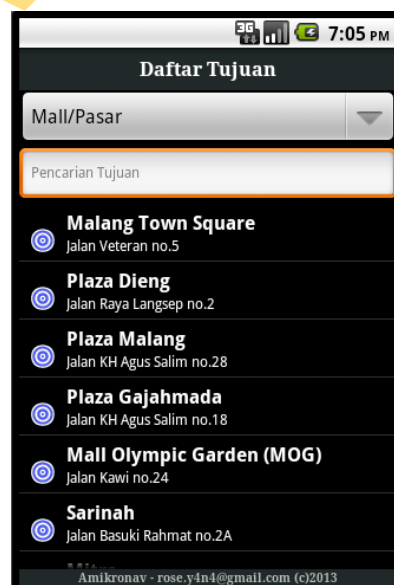 3G 7:05 PM
Daftar Tujuan
Mall/Pasar
Pencarian Tujuan
Malang Town Square
Jalan Veteran no.5
Plaza Dieng
Jalan Raya Langsep no.2
Plaza Malang
Jalan KH Agus Salim no.28
Plaza Gajahmada
Jalan KH Agus Salim no.18
Mall Olympic Garden (MOG)
Jalan Kawi no.24
Sarinah
Jalan Basuki Rahmat no.2A
Amikronav - rose.y4n4@gmail.com (c)2013